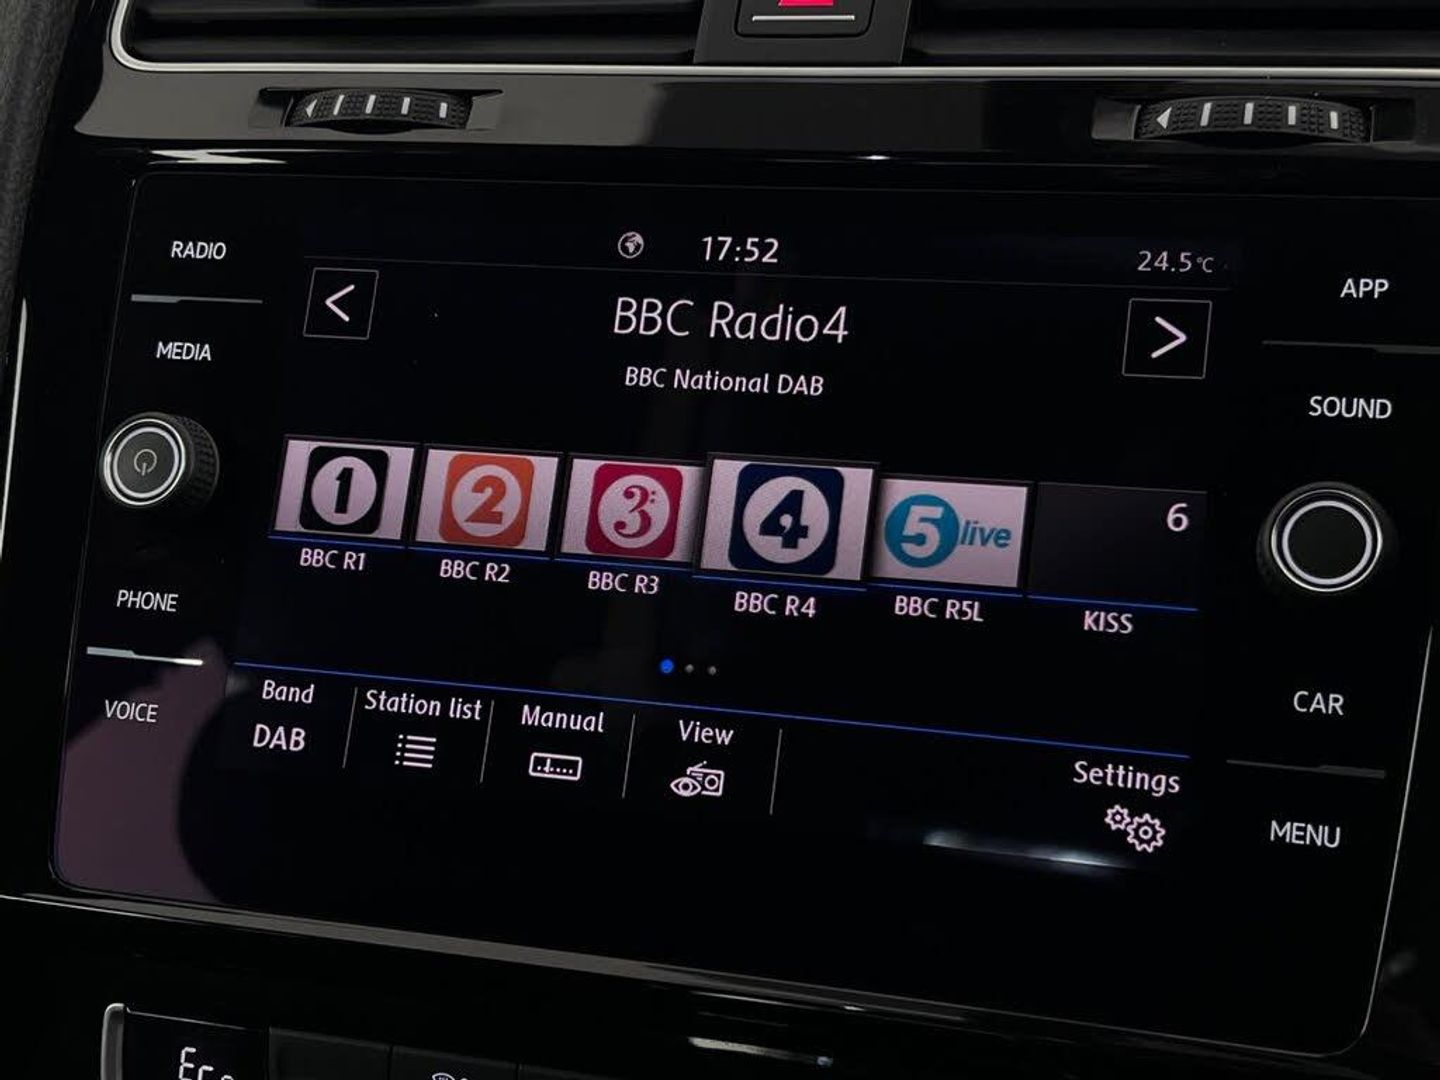 RADIO
MEDIA
PHONE
VOICE
17:52
24.5°C
BBC Radio4
BBC National DAB
1
2
3
4
5 live
6
BBC R1
BBC R2
BBC R3
BBC R4
BBC R5L
KISS
Band
DAB
Station list
Manual
View
Settings
APP
SOUND
CAR
MENU